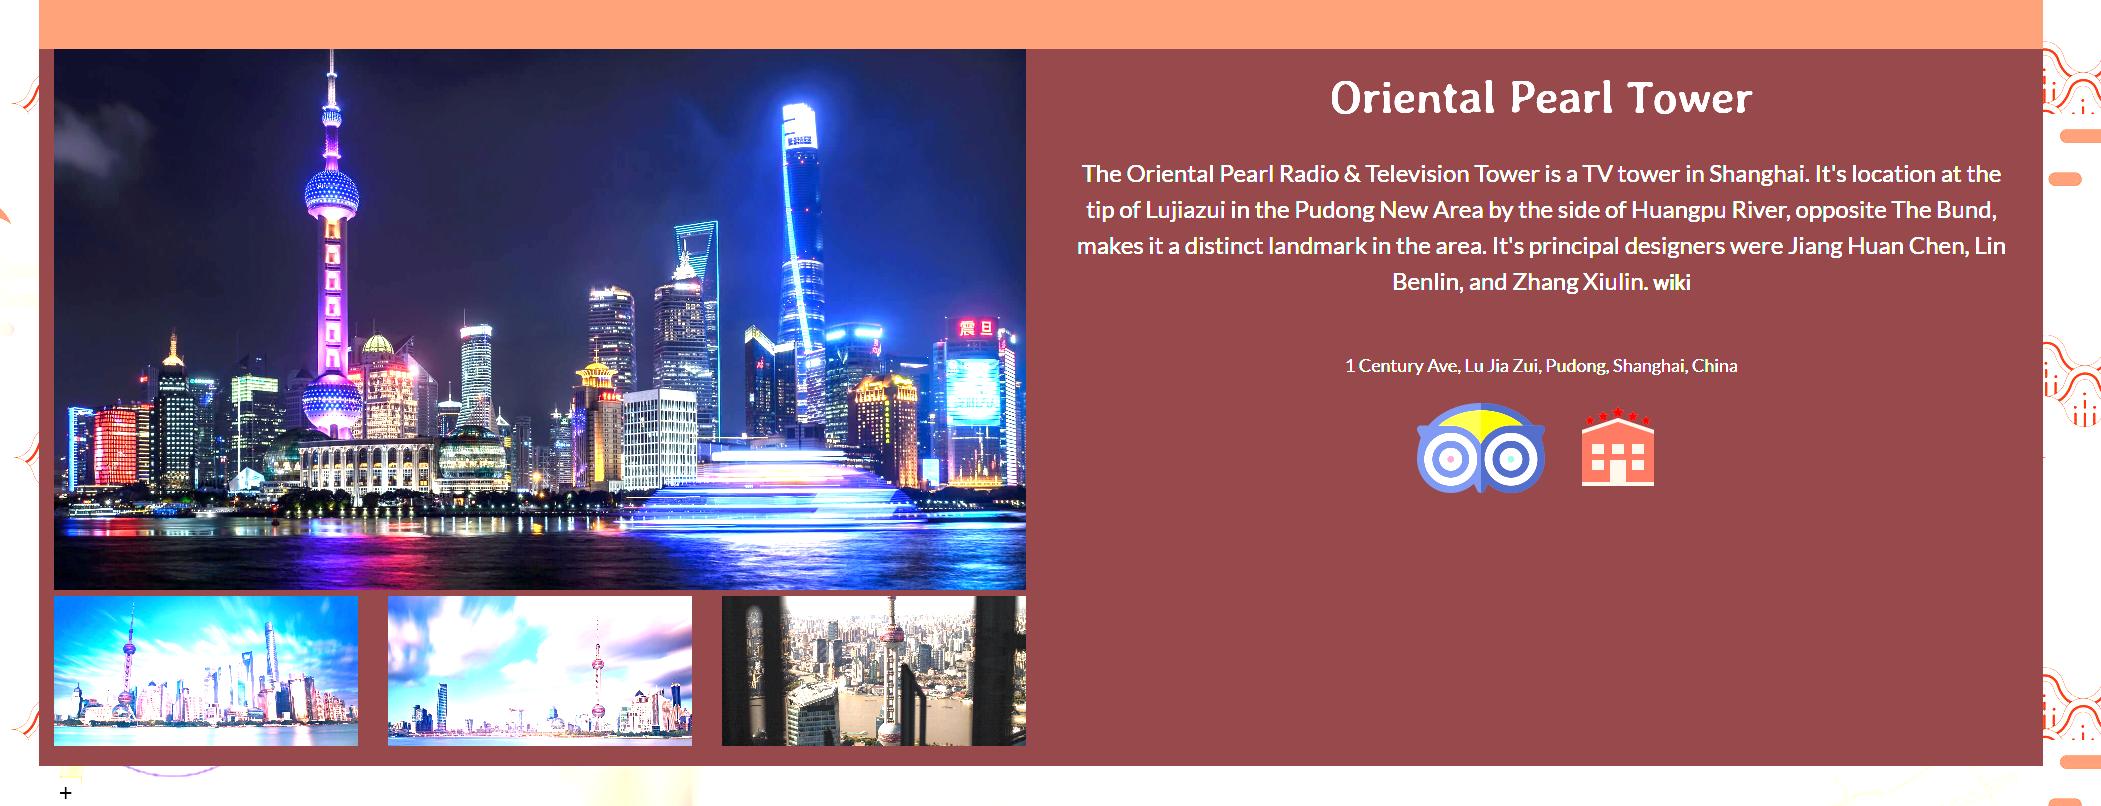 Oriental Pearl Tower
The Oriental Pearl Radio & Television Tower is a TV tower in Shanghai. It's location at the
tip of Lujiazui in the Pudong New Area by the side of Huangpu River, opposite The Bund,
makes it a distinct landmark in the area. It's principal designers were Jiang Huan Chen, Lin
Benlin, and Zhang Xiulin. wiki
1 Century Ave, Lu Jia Zui, Pudong, Shanghai, China
震旦
+